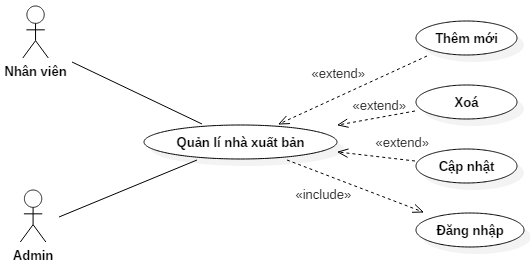 Thêm mới
Nhân viên
«extend»
Xoá
«extend»
Quản lí nhà xuất bản
«extend»
Cập nhật
«include»
Đăng nhập
Admin